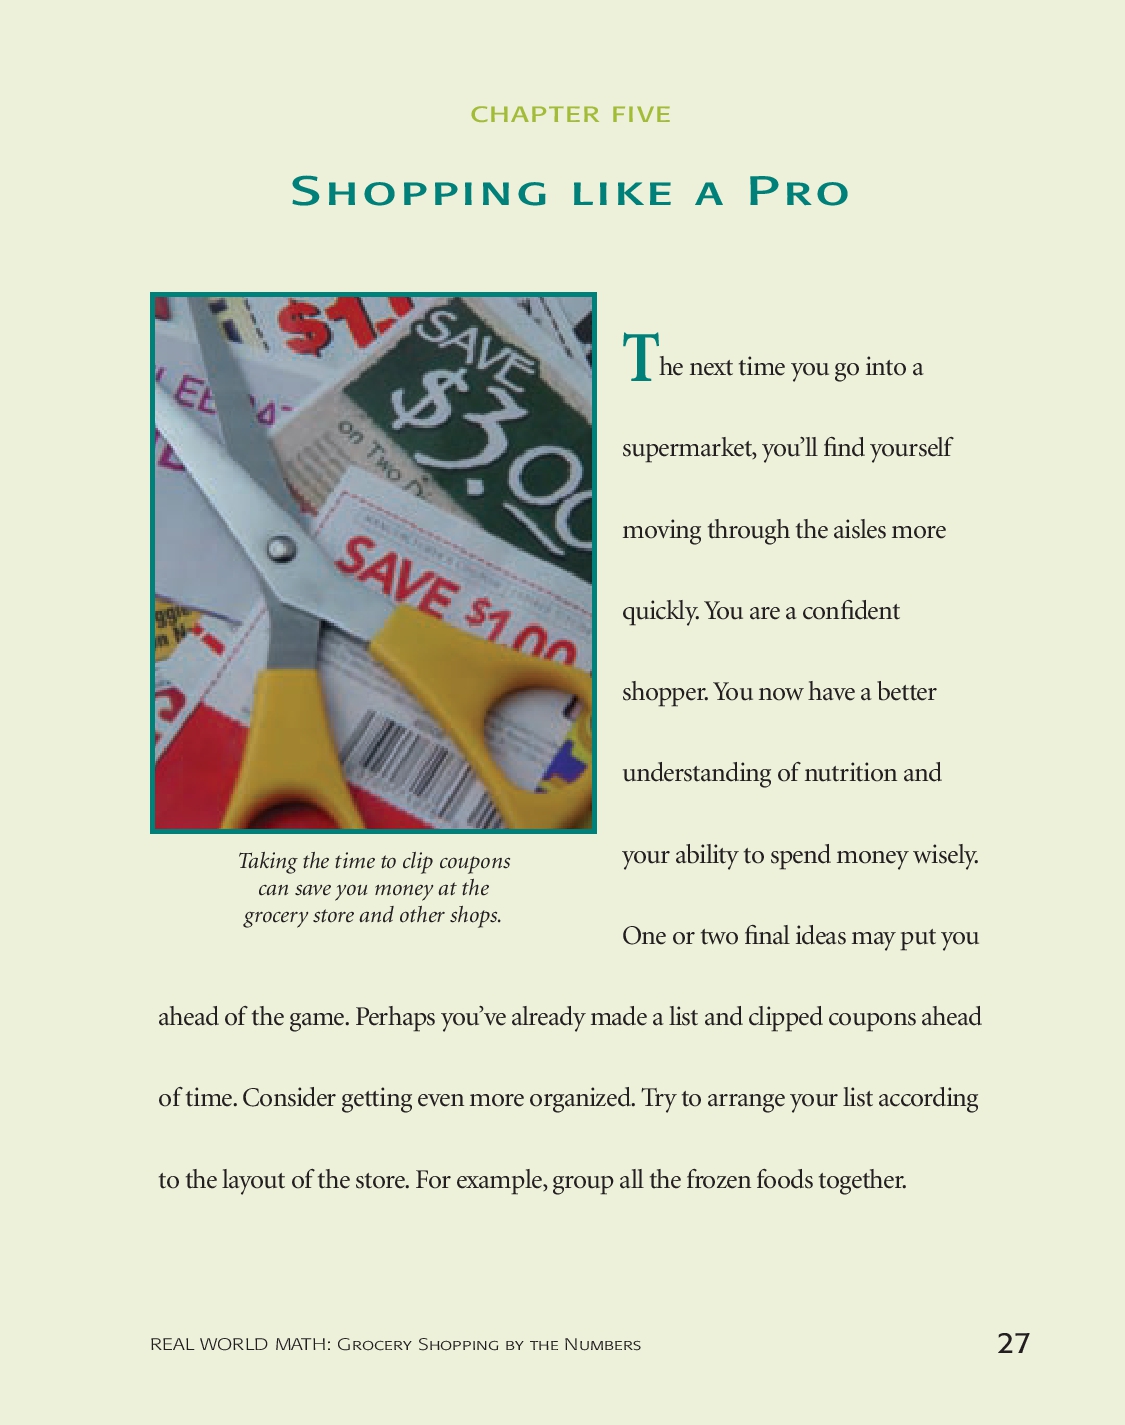 CHAPTER FIVE
SHOPPING LIKE A PRO
$1.
SAVE
$3.00
on Two
SAVE $1.00
The next time you go into a
supermarket, you’ll find yourself
moving through the aisles more
quickly. You are a confident
shopper. You now have a better
understanding of nutrition and
your ability to spend money wisely.
One or two final ideas may put you
ahead of the game. Perhaps you’ve already made a list and clipped coupons ahead
of time. Consider getting even more organized. Try to arrange your list according
to the layout of the store. For example, group all the frozen foods together.
Taking the time to clip coupons
can save you money at the
grocery store and other shops.
REAL WORLD MATH: GROCERY SHOPPING BY THE NUMBERS
27